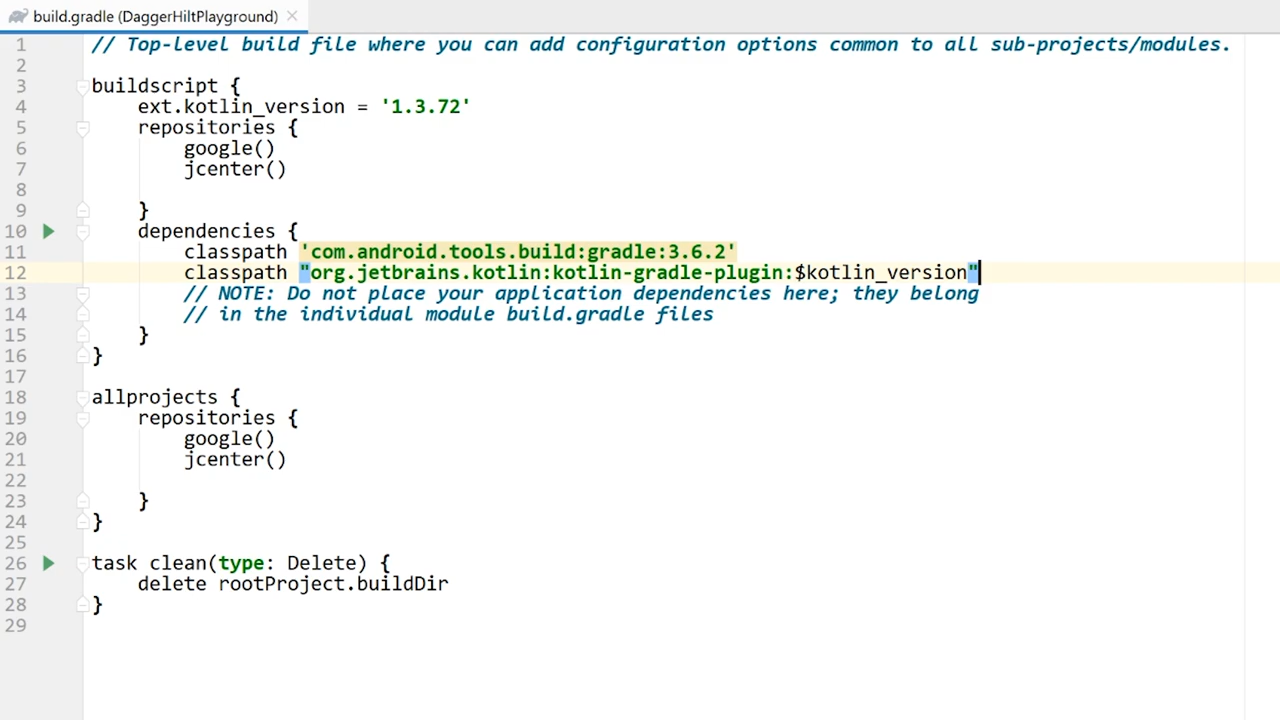 build.gradle (DaggerHiltPlayground)
1 // Top-level build file where you can add configuration options common to all sub-projects/modules.
2
3 buildscript {
4     ext.kotlin_version = '1.3.72'
5     repositories {
6         google()
7         jcenter()
8
9     }
10     dependencies {
11         classpath 'com.android.tools.build:gradle:3.6.2'
12         classpath "org.jetbrains.kotlin:kotlin-gradle-plugin:$kotlin_version"
13         // NOTE: Do not place your application dependencies here; they belong
14         // in the individual module build.gradle files
15     }
16 }
17
18 allprojects {
19     repositories {
20         google()
21         jcenter()
22
23     }
24 }
25
26 task clean(type: Delete) {
27     delete rootProject.buildDir
28 }
29